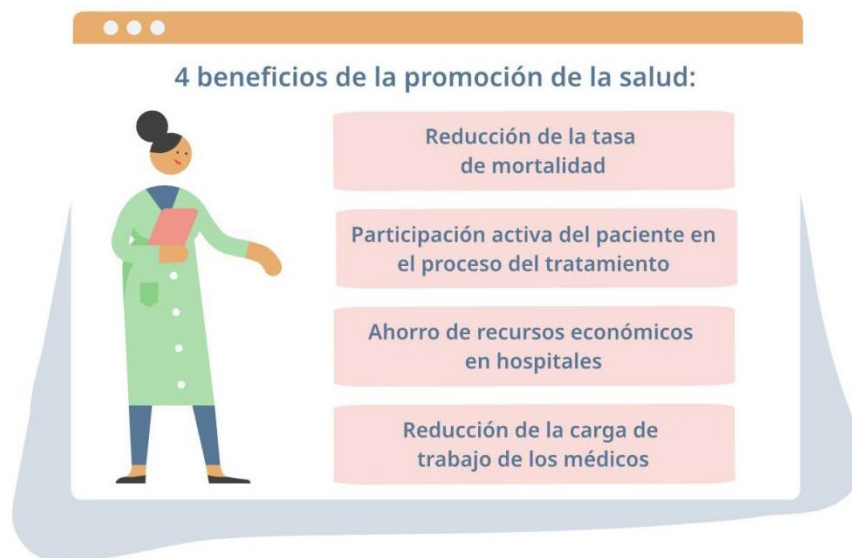 4 beneficios de la promoción de la salud:
Reducción de la tasa
de mortalidad
Participación activa del paciente en
el proceso del tratamiento
Ahorro de recursos económicos
en hospitales
Reducción de la carga de
trabajo de los médicos